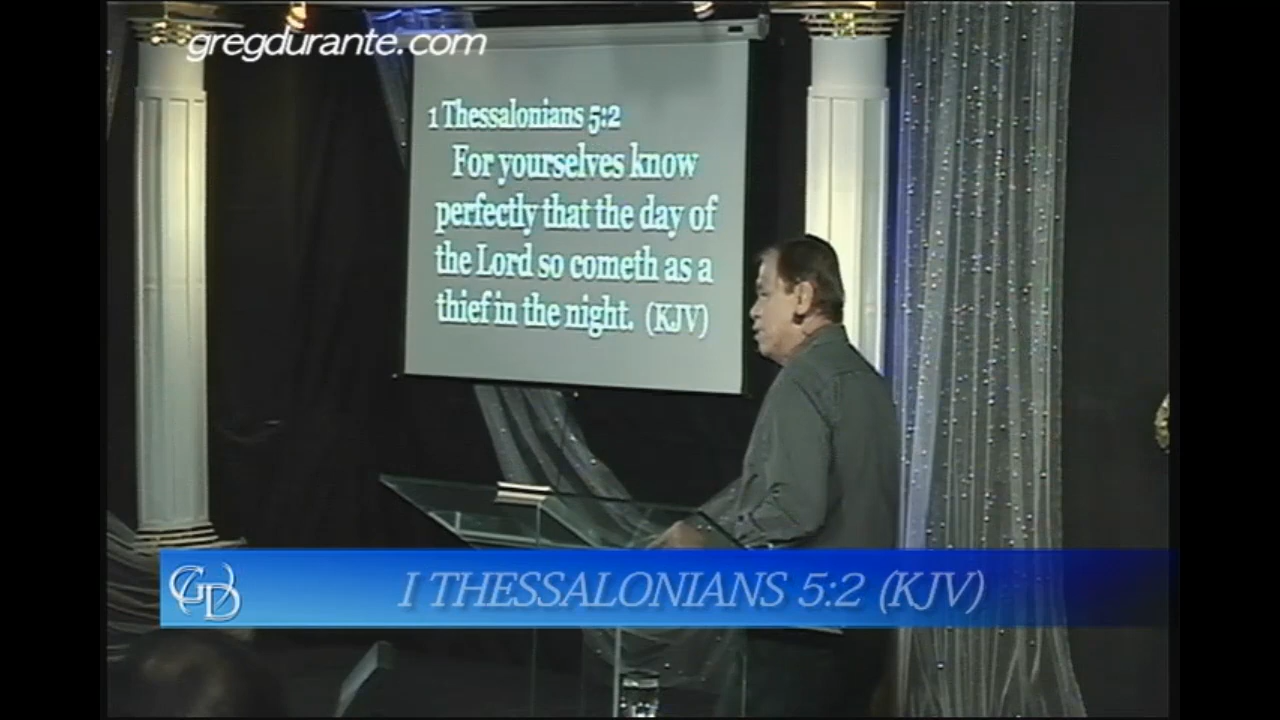 gregdurante.com
1 Thessalonians 5:2
For yourselves know
perfectly that the day of
the Lord so cometh as a
thief in the night. (KJV)
GD I THESSALONIANS 5:2 (KJV)